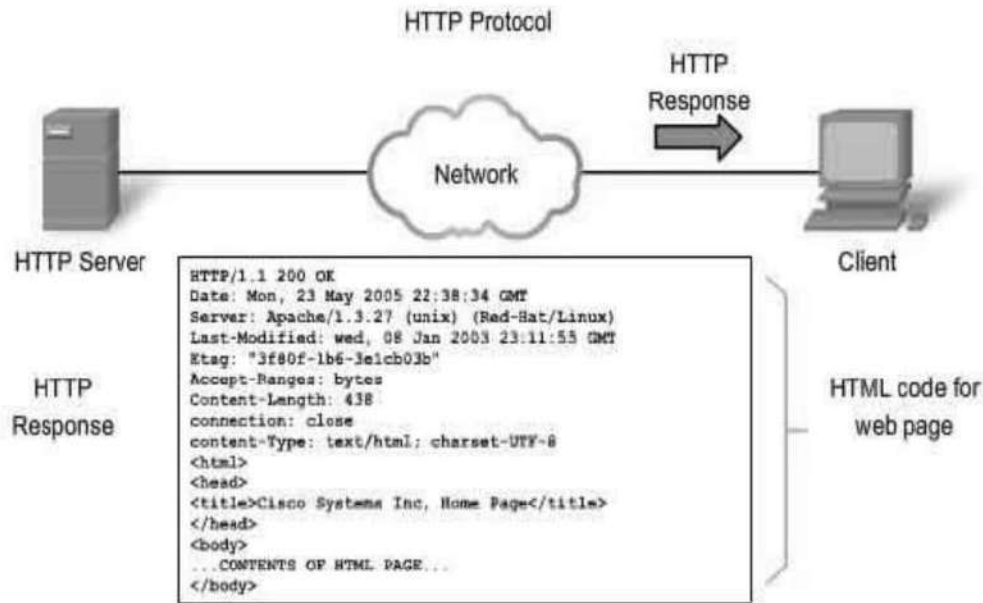 HTTP Protocol
HTTP
Response
Network
HTTP Server
Client
HTTP/1.1 200 OK
Date: Mon, 23 May 2005 22:38:34 GMT
Server: Apache/1.3.27 (unix) (Red-Hat/Linux)
Last-Modified: wed, 08 Jan 2003 23:11:55 GMT
Etag: "3f80f-1b6-3e1cb03b"
Accept-Ranges: bytes
Content-Length: 438
connection: close
content-Type: text/html; charset-UTF-8
<html>
<head>
<title>Cisco Systems Inc, Home Page</title>
</head>
<body>
...CONTENTS OF HTML PAGE...
</body>
HTTP
Response
HTML code for
web page